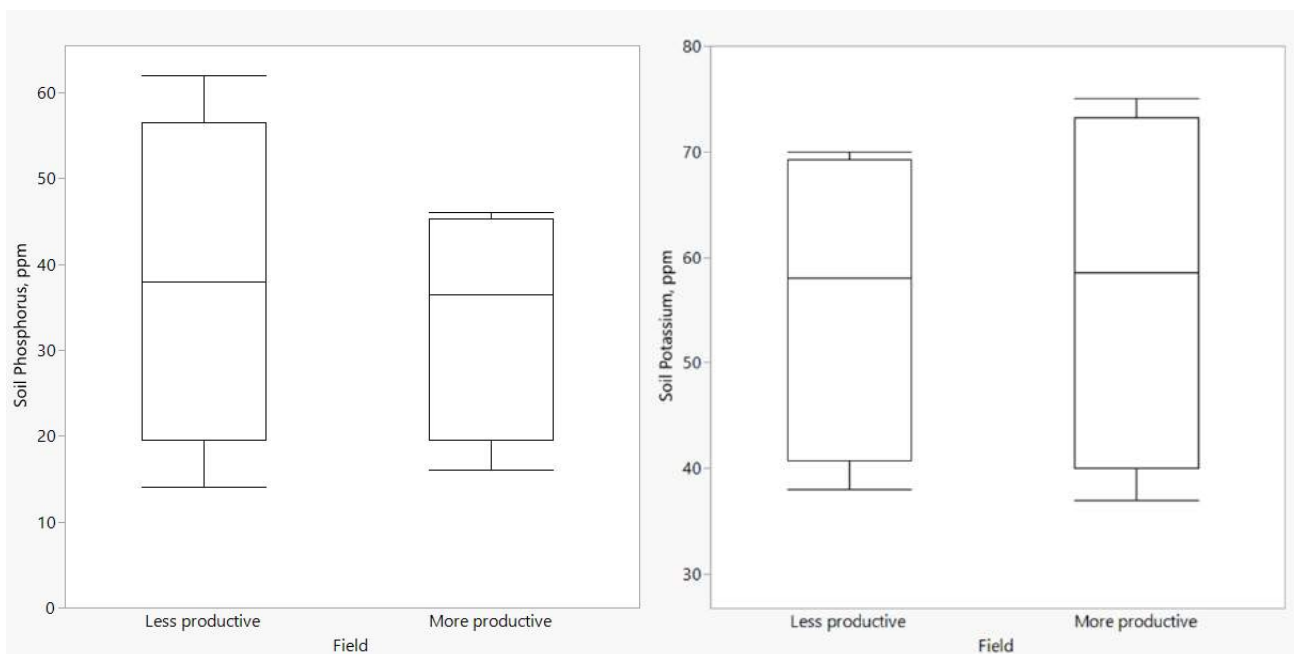 Soil Phosphorus, ppm
60
50
40
30
20
10
0
Less productive More productive
Field
Soil Potassium, ppm
80
70
60
50
40
30
Less productive More productive
Field